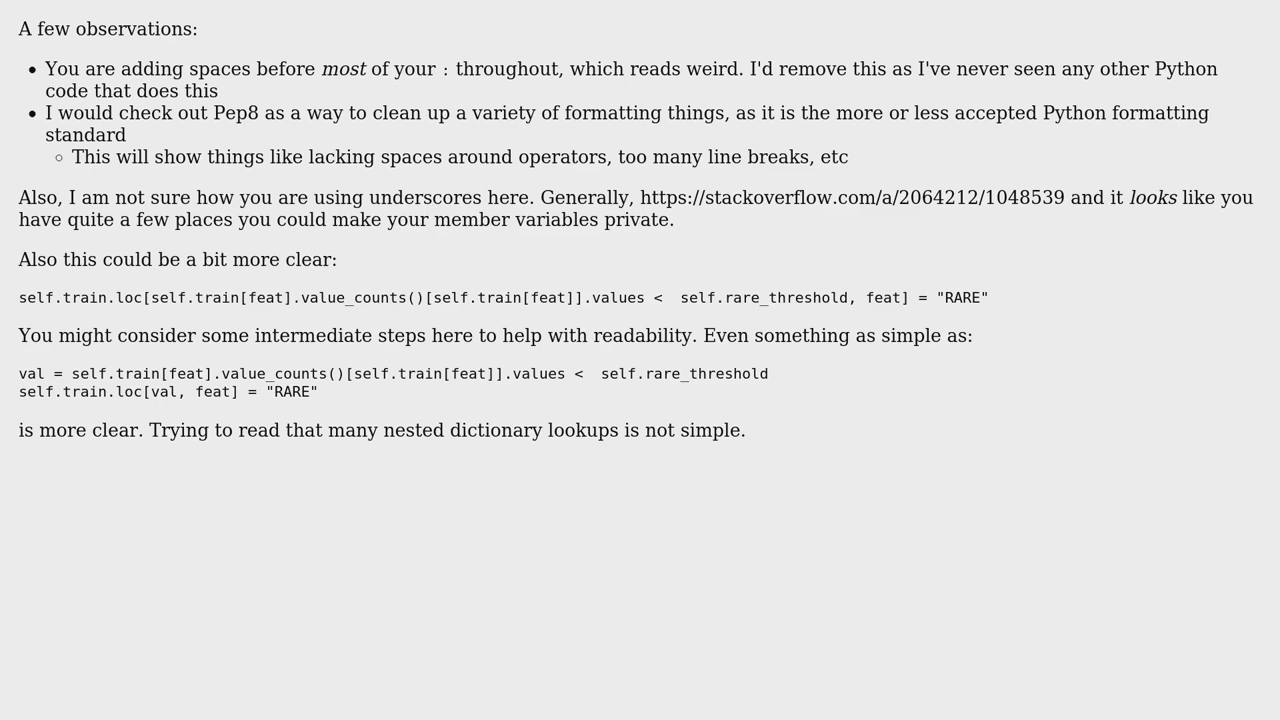 A few observations:
• You are adding spaces before most of your : throughout, which reads weird. I'd remove this as I've never seen any other Python
code that does this
• I would check out Pep8 as a way to clean up a variety of formatting things, as it is the more or less accepted Python formatting
standard
◦ This will show things like lacking spaces around operators, too many line breaks, etc
Also, I am not sure how you are using underscores here. Generally, https://stackoverflow.com/a/2064212/1048539 and it looks like you
have quite a few places you could make your member variables private.
Also this could be a bit more clear:
self.train.loc[self.train[feat].value_counts()[self.train[feat]].values <  self.rare_threshold, feat] = "RARE"
You might consider some intermediate steps here to help with readability. Even something as simple as:
val = self.train[feat].value_counts()[self.train[feat]].values <  self.rare_threshold
self.train.loc[val, feat] = "RARE"
is more clear. Trying to read that many nested dictionary lookups is not simple.